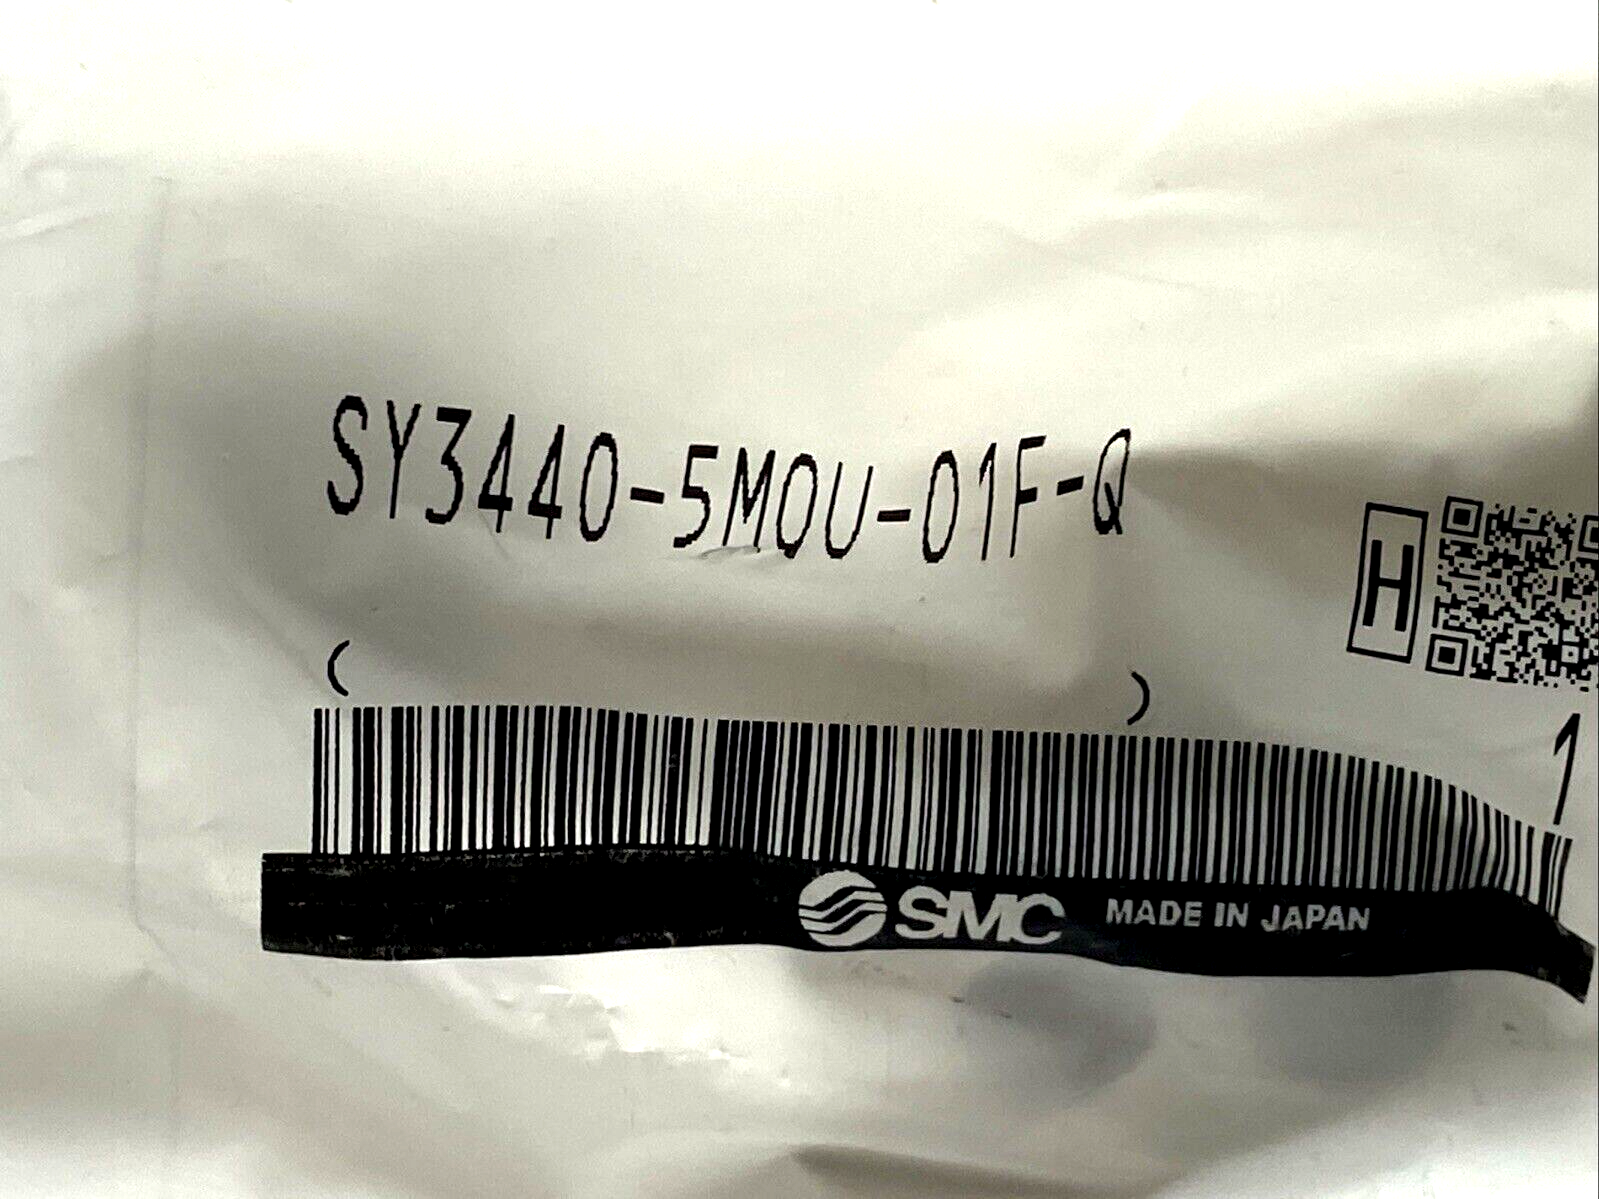 SY3440-5MOU-01F-Q
H
( )
1
SMC MADE IN JAPAN